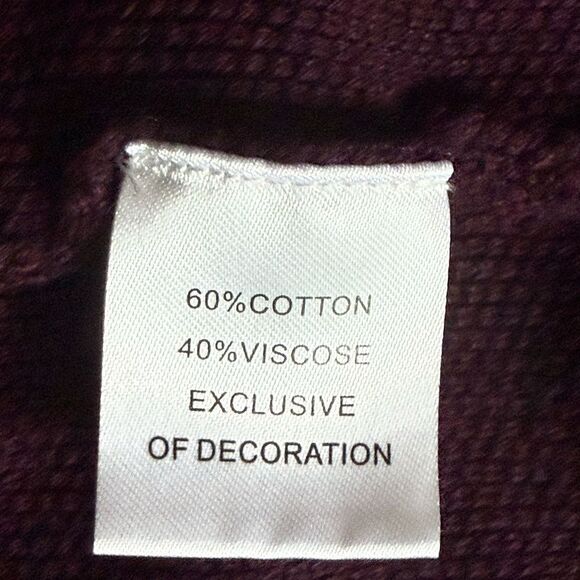 60%COTTON
40%VISCOSE
EXCLUSIVE
OF DECORATION